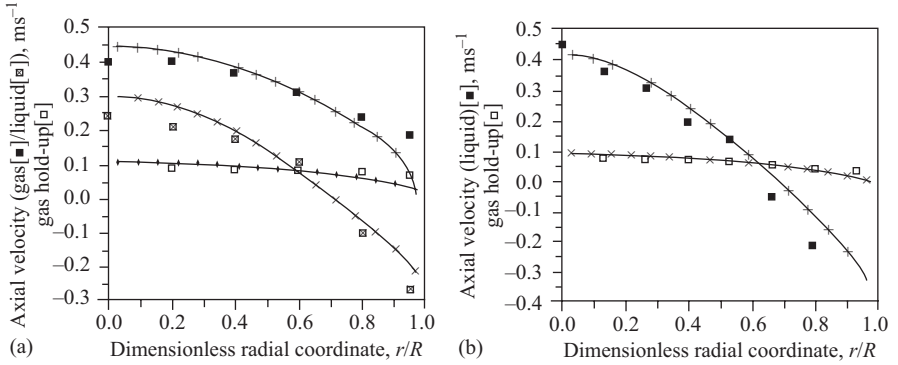 Axial velocity (gas[■]/liquid[⊠]), ms⁻¹
gas hold-up[□]
0.5
0.4
0.3
0.2
0.1
0.0
−0.1
−0.2
−0.3
0.0 0.2 0.4 0.6 0.8 1.0
(a) Dimensionless radial coordinate, r/R
Axial velocity (liquid)[■], ms⁻¹
gas hold-up[□]
0.5
0.4
0.3
0.2
0.1
0.0
−0.1
−0.2
−0.3
−0.4
0.0 0.2 0.4 0.6 0.8 1.0
(b) Dimensionless radial coordinate, r/R